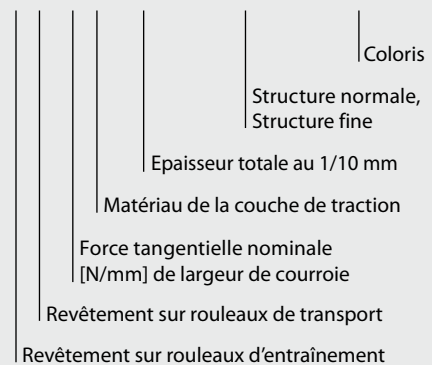 Coloris
Structure normale,
Structure fine
Epaisseur totale au 1/10 mm
Matériau de la couche de traction
Force tangentielle nominale
[N/mm] de largeur de courroie
Revêtement sur rouleaux de transport
Revêtement sur rouleaux d’entraînement